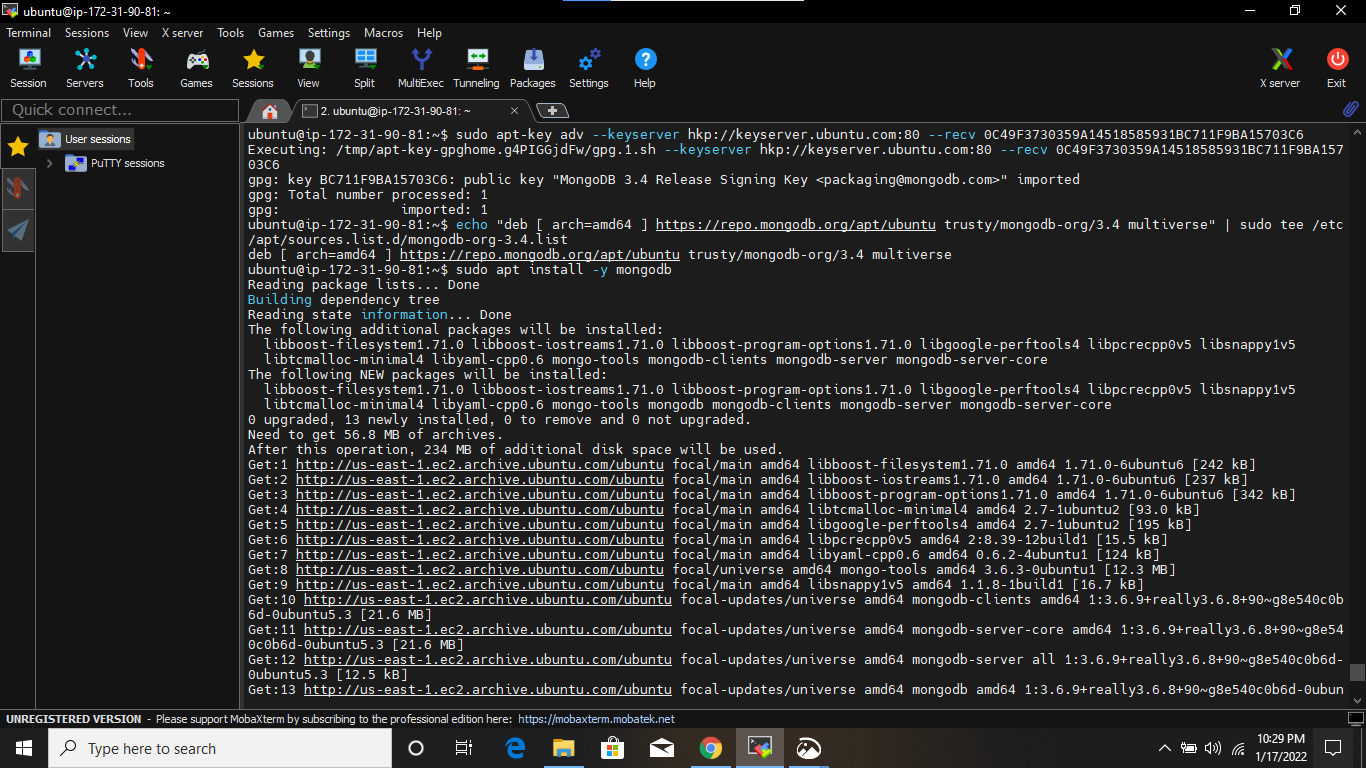 ubuntu@ip-172-31-90-81: ~
Terminal Sessions View X server Tools Games Settings Macros Help
Session Servers Tools Games Sessions View Split MultiExec Tunneling Packages Settings Help X server Exit
Quick connect...
2. ubuntu@ip-172-31-90-81: ~
User sessions
PuTTY sessions
ubuntu@ip-172-31-90-81:~$ sudo apt-key adv --keyserver hkp://keyserver.ubuntu.com:80 --recv 0C49F3730359A14518585931BC711F9BA15703C6
Executing: /tmp/apt-key-gpghome.g4PIGGjdFw/gpg.1.sh --keyserver hkp://keyserver.ubuntu.com:80 --recv 0C49F3730359A14518585931BC711F9BA157
03C6
gpg: key BC711F9BA15703C6: public key "MongoDB 3.4 Release Signing Key <packaging@mongodb.com>" imported
gpg: Total number processed: 1
gpg:               imported: 1
ubuntu@ip-172-31-90-81:~$ echo "deb [ arch=amd64 ] https://repo.mongodb.org/apt/ubuntu trusty/mongodb-org/3.4 multiverse" | sudo tee /etc
/apt/sources.list.d/mongodb-org-3.4.list
deb [ arch=amd64 ] https://repo.mongodb.org/apt/ubuntu trusty/mongodb-org/3.4 multiverse
ubuntu@ip-172-31-90-81:~$ sudo apt install -y mongodb
Reading package lists... Done
Building dependency tree
Reading state information... Done
The following additional packages will be installed:
  libboost-filesystem1.71.0 libboost-iostreams1.71.0 libboost-program-options1.71.0 libgoogle-perftools4 libpcrecpp0v5 libsnappy1v5
  libtcmalloc-minimal4 libyaml-cpp0.6 mongo-tools mongodb-clients mongodb-server mongodb-server-core
The following NEW packages will be installed:
  libboost-filesystem1.71.0 libboost-iostreams1.71.0 libboost-program-options1.71.0 libgoogle-perftools4 libpcrecpp0v5 libsnappy1v5
  libtcmalloc-minimal4 libyaml-cpp0.6 mongo-tools mongodb mongodb-clients mongodb-server mongodb-server-core
0 upgraded, 13 newly installed, 0 to remove and 0 not upgraded.
Need to get 56.8 MB of archives.
After this operation, 234 MB of additional disk space will be used.
Get:1 http://us-east-1.ec2.archive.ubuntu.com/ubuntu focal/main amd64 libboost-filesystem1.71.0 amd64 1.71.0-6ubuntu6 [242 kB]
Get:2 http://us-east-1.ec2.archive.ubuntu.com/ubuntu focal/main amd64 libboost-iostreams1.71.0 amd64 1.71.0-6ubuntu6 [237 kB]
Get:3 http://us-east-1.ec2.archive.ubuntu.com/ubuntu focal/main amd64 libboost-program-options1.71.0 amd64 1.71.0-6ubuntu6 [342 kB]
Get:4 http://us-east-1.ec2.archive.ubuntu.com/ubuntu focal/main amd64 libtcmalloc-minimal4 amd64 2.7-1ubuntu2 [93.0 kB]
Get:5 http://us-east-1.ec2.archive.ubuntu.com/ubuntu focal/main amd64 libgoogle-perftools4 amd64 2.7-1ubuntu2 [195 kB]
Get:6 http://us-east-1.ec2.archive.ubuntu.com/ubuntu focal/main amd64 libpcrecpp0v5 amd64 2:8.39-12build1 [15.5 kB]
Get:7 http://us-east-1.ec2.archive.ubuntu.com/ubuntu focal/main amd64 libyaml-cpp0.6 amd64 0.6.2-4ubuntu1 [124 kB]
Get:8 http://us-east-1.ec2.archive.ubuntu.com/ubuntu focal/universe amd64 mongo-tools amd64 3.6.3-0ubuntu1 [12.3 MB]
Get:9 http://us-east-1.ec2.archive.ubuntu.com/ubuntu focal/main amd64 libsnappy1v5 amd64 1.1.8-1build1 [16.7 kB]
Get:10 http://us-east-1.ec2.archive.ubuntu.com/ubuntu focal-updates/universe amd64 mongodb-clients amd64 1:3.6.9+really3.6.8+90~g8e540c0b
6d-0ubuntu5.3 [21.6 MB]
Get:11 http://us-east-1.ec2.archive.ubuntu.com/ubuntu focal-updates/universe amd64 mongodb-server-core amd64 1:3.6.9+really3.6.8+90~g8e54
0c0b6d-0ubuntu5.3 [21.6 MB]
Get:12 http://us-east-1.ec2.archive.ubuntu.com/ubuntu focal-updates/universe amd64 mongodb-server all 1:3.6.9+really3.6.8+90~g8e540c0b6d-
0ubuntu5.3 [12.5 kB]
Get:13 http://us-east-1.ec2.archive.ubuntu.com/ubuntu focal-updates/universe amd64 mongodb amd64 1:3.6.9+really3.6.8+90~g8e540c0b6d-0ubun
UNREGISTERED VERSION - Please support MobaXterm by subscribing to the professional edition here: https://mobaxterm.mobatek.net
Type here to search
10:29 PM
1/17/2022